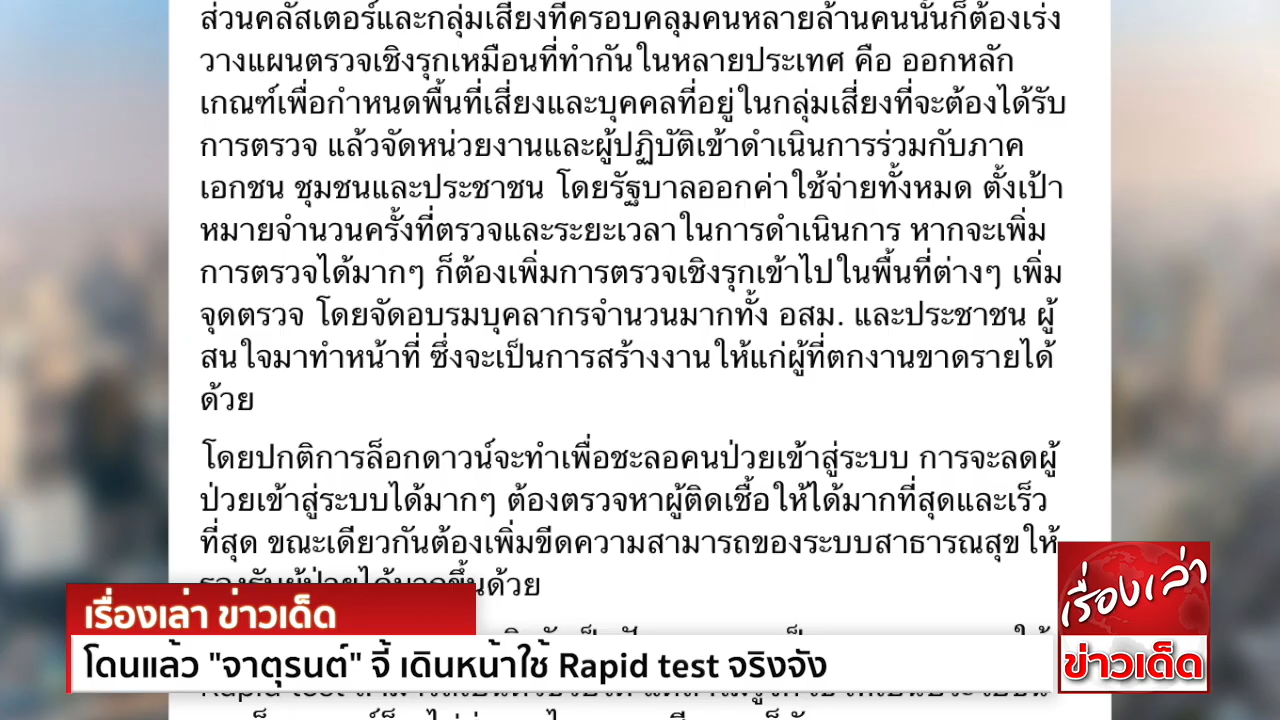 ส่วนคลัสเตอร์และกลุ่มเสี่ยงที่ครอบคลุมคนหลายล้านคนนั้นก็ต้องเร่ง
วางแผนตรวจเชิงรุกเหมือนที่ทำกันในหลายประเทศ คือ ออกหลัก
เกณฑ์เพื่อกำหนดพื้นที่เสี่ยงและบุคคลที่อยู่ในกลุ่มเสี่ยงที่จะต้องได้รับ
การตรวจ แล้วจัดหน่วยงานและผู้ปฏิบัติเข้าดำเนินการร่วมกับภาค
เอกชน ชุมชนและประชาชน โดยรัฐบาลออกค่าใช้จ่ายทั้งหมด ตั้งเป้า
หมายจำนวนครั้งที่ตรวจและระยะเวลาในการดำเนินการ หากจะเพิ่ม
การตรวจได้มากๆ ก็ต้องเพิ่มการตรวจเชิงรุกเข้าไปในพื้นที่ต่างๆ เพิ่ม
จุดตรวจ โดยจัดอบรมบุคลากรจำนวนมากทั้ง อสม. และประชาชน ผู้
สนใจมาทำหน้าที่ ซึ่งจะเป็นการสร้างงานให้แก่ผู้ที่ตกงานขาดรายได้
ด้วย
โดยปกติการล็อกดาวน์จะทำเพื่อชะลอคนป่วยเข้าสู่ระบบ การจะลดผู้
ป่วยเข้าสู่ระบบได้มากๆ ต้องตรวจหาผู้ติดเชื้อให้ได้มากที่สุดและเร็ว
ที่สุด ขณะเดียวกันต้องเพิ่มขีดความสามารถของระบบสาธารณสุขให้
รองรับผู้ป่วยได้มากขึ้นด้วย
เรื่องเล่า ข่าวเด็ด
โดนแล้ว "จาตุรนต์" จี้ เดินหน้าใช้ Rapid test จริงจัง
เรื่องเล่า
ข่าวเด็ด